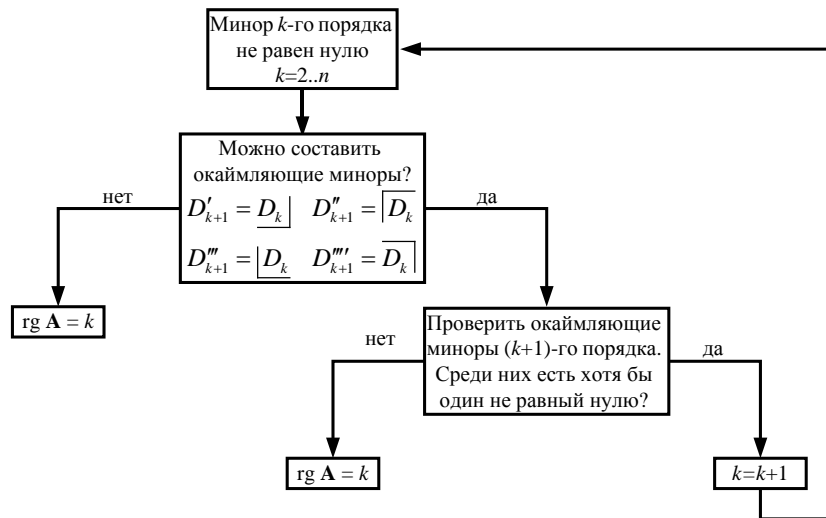 Минор k-го порядка
не равен нулю
k=2..n
Можно составить
окаймляющие миноры?
нет
да
D′ₖ₊₁ = Dₖ D″ₖ₊₁ = Dₖ
D‴ₖ₊₁ = Dₖ D⁗ₖ₊₁ = Dₖ
rg A = k
Проверить окаймляющие
миноры (k+1)-го порядка.
Среди них есть хотя бы
один не равный нулю?
нет
да
rg A = k
k=k+1